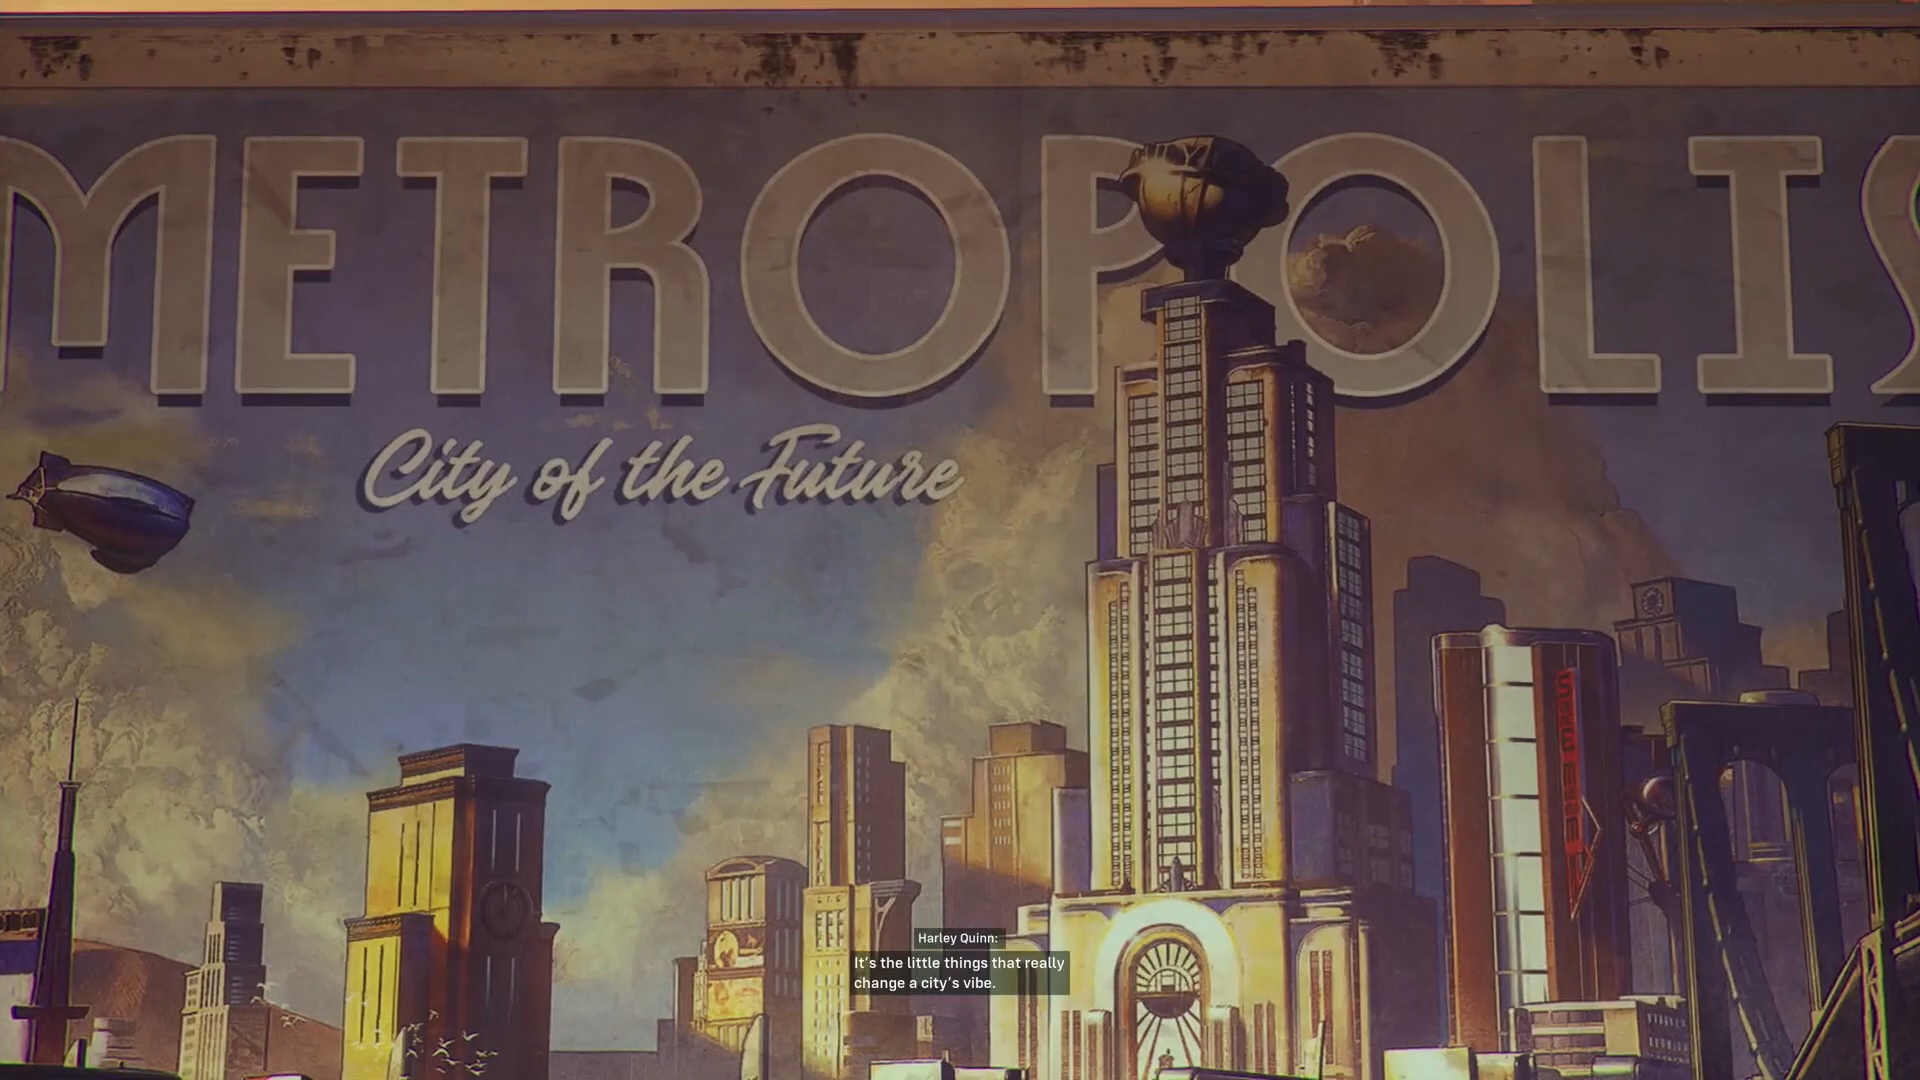 METROPOLIS
City of the Future
Harley Quinn:
It's the little things that really
change a city's vibe.